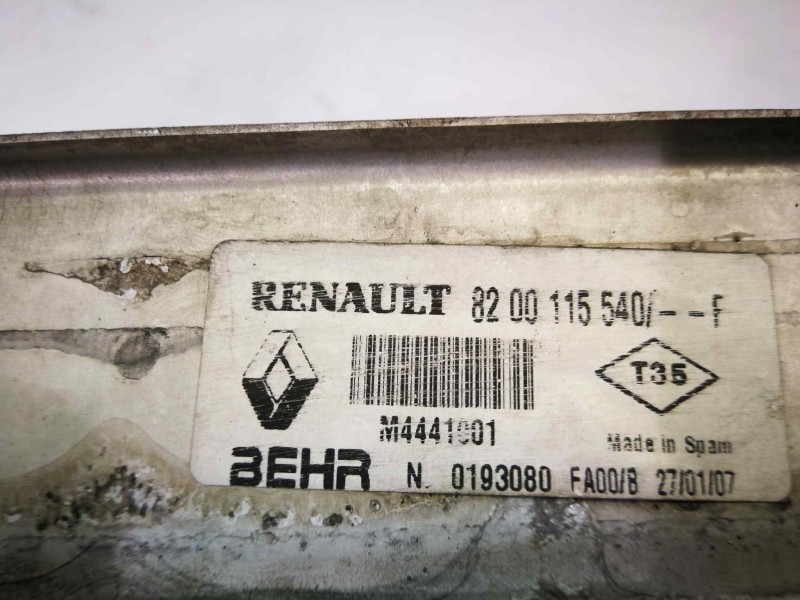 RENAULT 82 00 115 540/--F
T35
M4441001
Made in Spain
BEHR N. 0193080 FA00/B 27/01/07